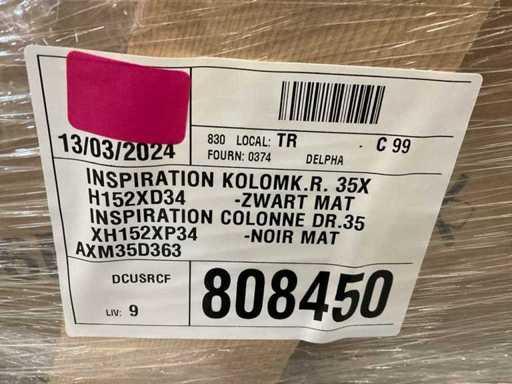 13/03/2024
830 LOCAL: TR - C 99
FOURN: 0374 DELPHA
INSPIRATION KOLOMK.R. 35X
H152XD34 -ZWART MAT
INSPIRATION COLONNE DR.35
XH152XP34 -NOIR MAT
AXM35D363
DCUSRCF
LIV: 9
808450